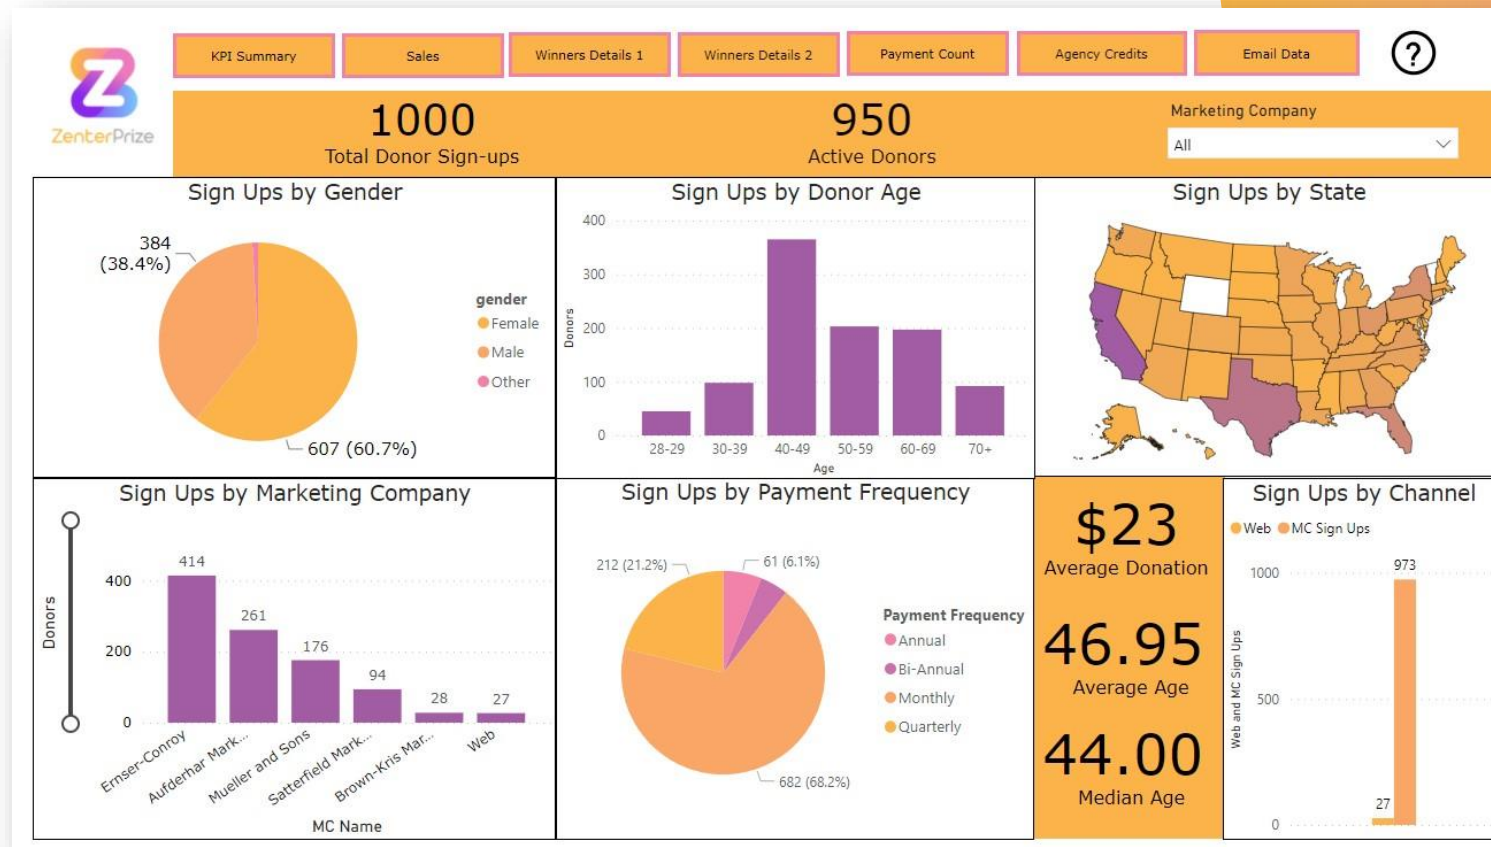 ZenterPrize
KPI Summary
Sales
Winners Details 1
Winners Details 2
Payment Count
Agency Credits
Email Data
?
1000
Total Donor Sign-ups
950
Active Donors
Marketing Company
All
Sign Ups by Gender
384
(38.4%)
607 (60.7%)
gender
Female
Male
Other
Sign Ups by Donor Age
Donors
400
300
200
100
0
28-29 30-39 40-49 50-59 60-69 70+
Age
Sign Ups by State
Sign Ups by Marketing Company
Donors
400
200
0
414
261
176
94
28
27
Ernser-Conroy
Aufderhar Mark...
Mueller and Sons
Satterfield Mark...
Brown-Kris Mar...
Web
MC Name
Sign Ups by Payment Frequency
212 (21.2%)
61 (6.1%)
682 (68.2%)
Payment Frequency
Annual
Bi-Annual
Monthly
Quarterly
$23
Average Donation
46.95
Average Age
44.00
Median Age
Sign Ups by Channel
Web MC Sign Ups
Web and MC Sign Ups
1000
500
0
973
27